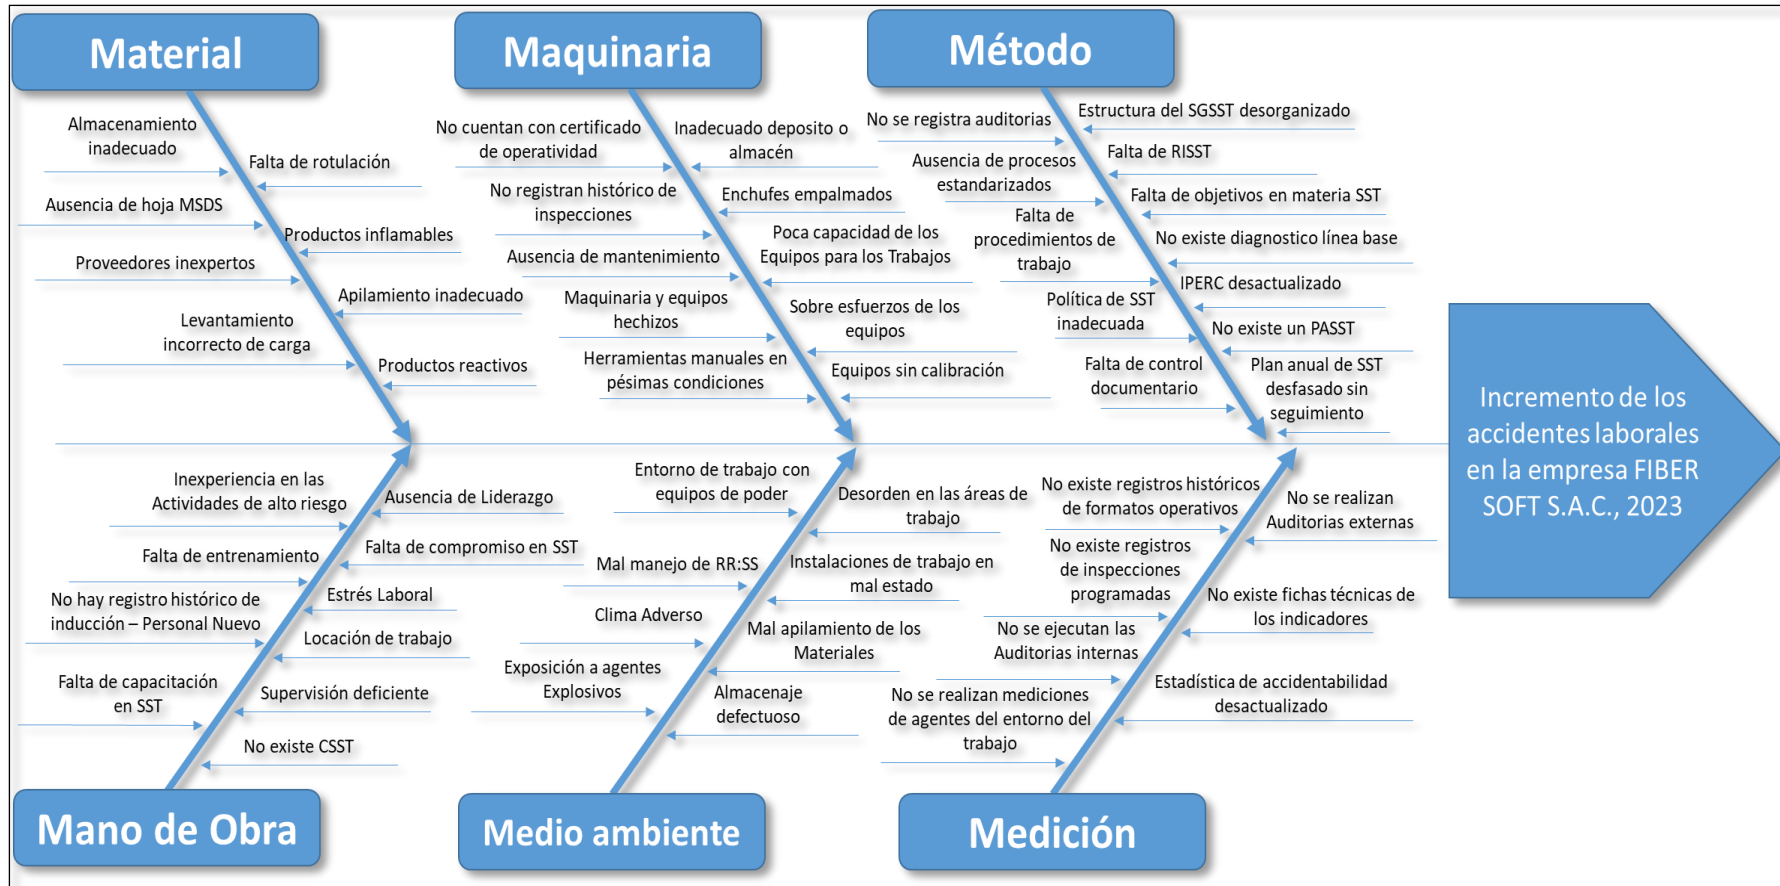 Material
Maquinaria
Método
Almacenamiento
inadecuado
Falta de rotulación
Ausencia de hoja MSDS
Productos inflamables
Proveedores inexpertos
Apilamiento inadecuado
Levantamiento
incorrecto de carga
Productos reactivos
No cuentan con certificado
de operatividad
Inadecuado deposito o
almacén
No registran histórico de
inspecciones
Enchufes empalmados
Ausencia de mantenimiento
Poca capacidad de los
Equipos para los Trabajos
Maquinaria y equipos
hechizos
Sobre esfuerzos de los
equipos
Herramientas manuales en
pésimas condiciones
Equipos sin calibración
No se registra auditorias
Estructura del SGSST desorganizado
Ausencia de procesos
estandarizados
Falta de RISST
Falta de objetivos en materia SST
Falta de
procedimientos de
trabajo
No existe diagnostico línea base
IPERC desactualizado
Política de SST
inadecuada
No existe un PASST
Falta de control
documentario
Plan anual de SST
desfasado sin
seguimiento
Incremento de los
accidentes laborales
en la empresa FIBER
SOFT S.A.C., 2023
Inexperiencia en las
Actividades de alto riesgo
Ausencia de Liderazgo
Falta de entrenamiento
Falta de compromiso en SST
No hay registro histórico de
inducción – Personal Nuevo
Estrés Laboral
Locación de trabajo
Falta de capacitación
en SST
Supervisión deficiente
No existe CSST
Entorno de trabajo con
equipos de poder
Desorden en las áreas de
trabajo
Mal manejo de RR:SS
Instalaciones de trabajo en
mal estado
Clima Adverso
Mal apilamiento de los
Materiales
Exposición a agentes
Explosivos
Almacenaje
defectuoso
No existe registros históricos
de formatos operativos
No se realizan
Auditorias externas
No existe registros
de inspecciones
programadas
No existe fichas técnicas de
los indicadores
No se ejecutan las
Auditorias internas
Estadística de accidentabilidad
desactualizado
No se realizan mediciones
de agentes del entorno del
trabajo
Mano de Obra
Medio ambiente
Medición